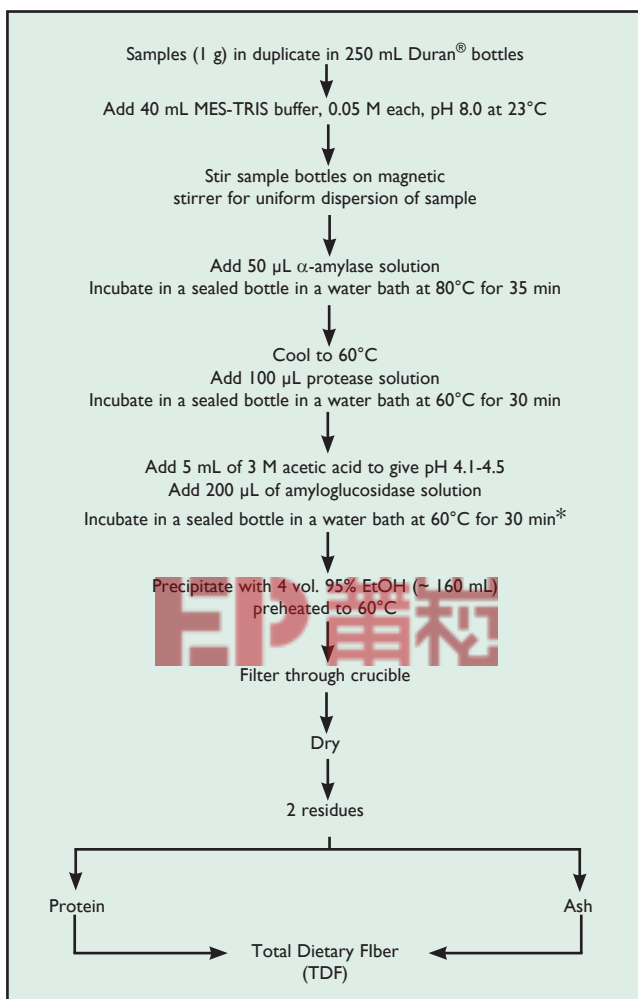 Samples (1 g) in duplicate in 250 mL Duran® bottles
Add 40 mL MES-TRIS buffer, 0.05 M each, pH 8.0 at 23°C
Stir sample bottles on magnetic
stirrer for uniform dispersion of sample
Add 50 µL α-amylase solution
Incubate in a sealed bottle in a water bath at 80°C for 35 min
Cool to 60°C
Add 100 µL protease solution
Incubate in a sealed bottle in a water bath at 60°C for 30 min
Add 5 mL of 3 M acetic acid to give pH 4.1-4.5
Add 200 µL of amyloglucosidase solution
Incubate in a sealed bottle in a water bath at 60°C for 30 min*
Precipitate with 4 vol. 95% EtOH (~ 160 mL)
preheated to 60°C
EP
Filter through crucible
Dry
2 residues
Protein
Ash
Total Dietary FIber
(TDF)